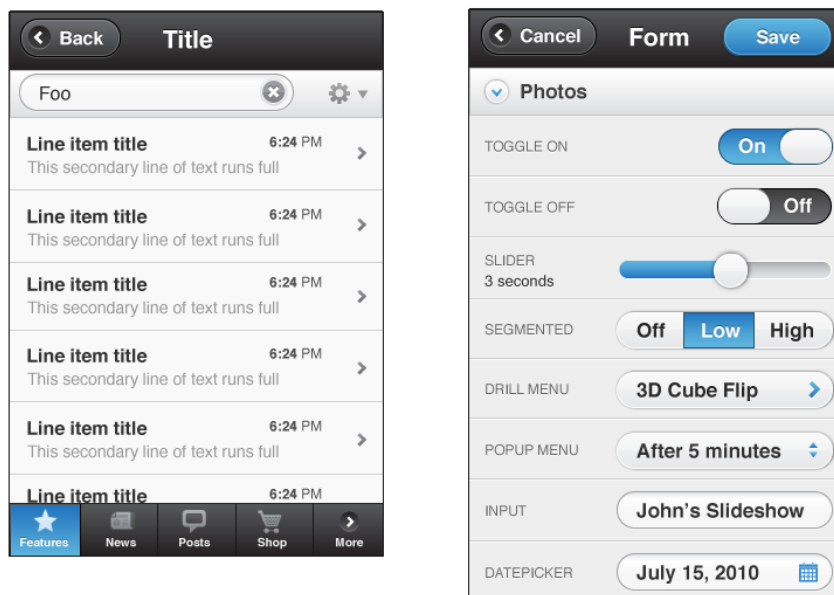 Back
Title
Foo
Line item title 6:24 PM
This secondary line of text runs full
Line item title 6:24 PM
This secondary line of text runs full
Line item title 6:24 PM
This secondary line of text runs full
Line item title 6:24 PM
This secondary line of text runs full
Line item title 6:24 PM
This secondary line of text runs full
Line item title 6:24 PM
Features News Posts Shop More
Cancel Form Save
Photos
TOGGLE ON On
TOGGLE OFF Off
SLIDER
3 seconds
SEGMENTED Off Low High
DRILL MENU 3D Cube Flip
POPUP MENU After 5 minutes
INPUT John's Slideshow
DATEPICKER July 15, 2010